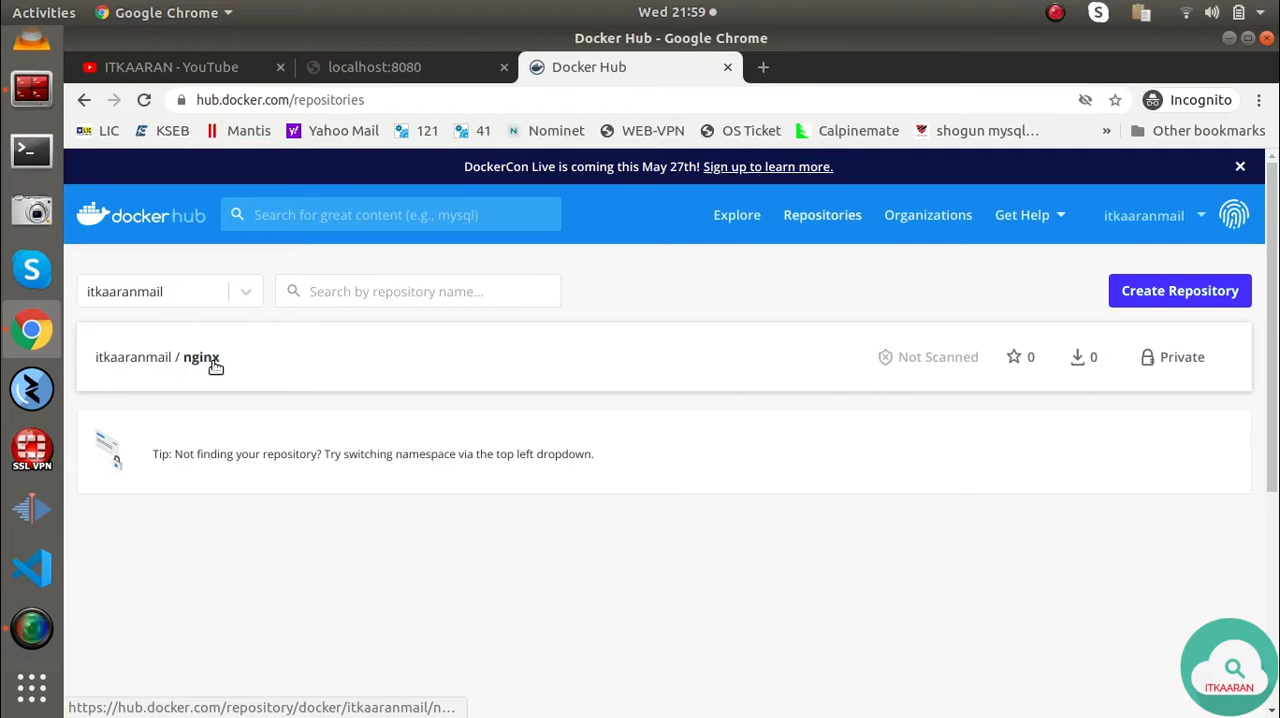 Activities Google Chrome Wed 21:59
Docker Hub - Google Chrome
ITKAARAN - YouTube localhost:8080 Docker Hub
hub.docker.com/repositories Incognito
LIC KSEB Mantis Yahoo Mail 121 41 Nominet WEB-VPN OS Ticket Calpinemate shogun mysql... » Other bookmarks
DockerCon Live is coming this May 27th! Sign up to learn more.
docker hub Search for great content (e.g., mysql) Explore Repositories Organizations Get Help itkaaranmail
itkaaranmail Search by repository name... Create Repository
itkaaranmail / nginx Not Scanned 0 0 Private
Tip: Not finding your repository? Try switching namespace via the top left dropdown.
SSL VPN
ITKAARAN
https://hub.docker.com/repository/docker/itkaaranmail/n...